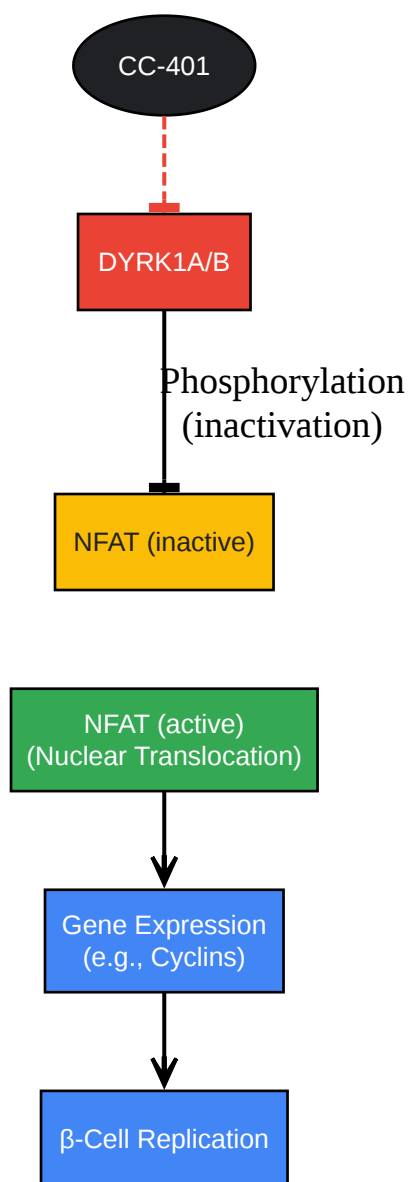 CC-401
DYRK1A/B
Phosphorylation
(inactivation)
NFAT (inactive)
NFAT (active)
(Nuclear Translocation)
Gene Expression
(e.g., Cyclins)
β-Cell Replication